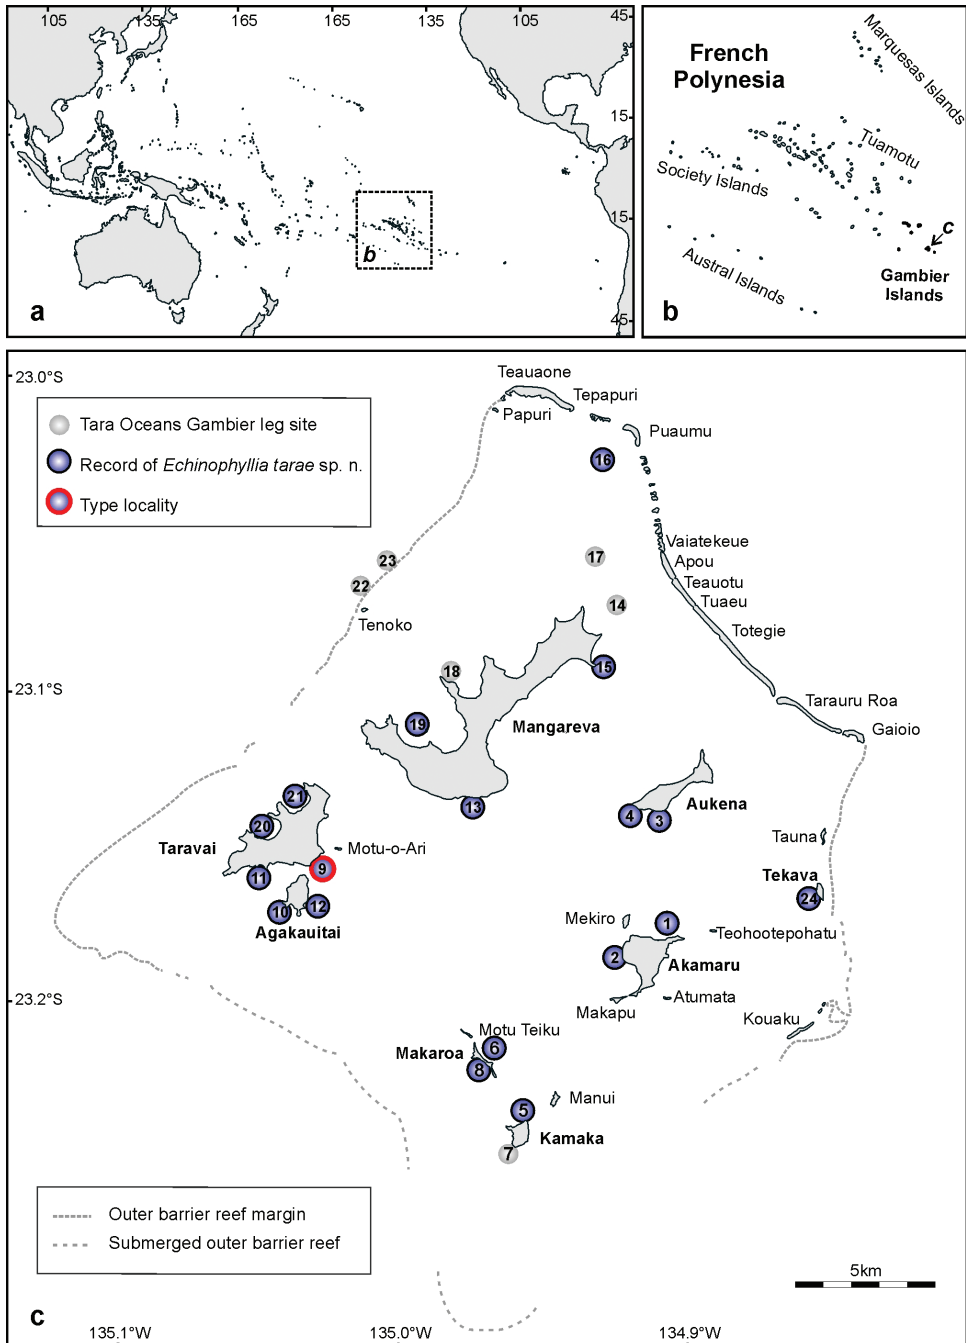 105
135
165
165
135
105
45
15
15
45
b
a
French
Polynesia
Marquesas Islands
Tuamotu
Society Islands
Austral Islands
c
Gambier
Islands
b
23.0°S
23.1°S
23.2°S
Tara Oceans Gambier leg site
Record of Echinophyllia tarae sp. n.
Type locality
Teauaone
Tepapuri
Papuri
Puaumu
16
Vaiatekeue
Apou
Teauotu
Tuaeu
Totegie
Tarauru Roa
Gaioio
23
22
Tenoko
17
14
18
15
19
Mangareva
13
21
20
Taravai
Motu-o-Ari
9
11
10
12
Agakauitai
Aukena
4
3
Tauna
Tekava
24
Mekiro
1
Teohootepohatu
2
Akamaru
Makapu
Atumata
Kouaku
Motu Teiku
Makaroa
6
8
Manui
5
Kamaka
7
Outer barrier reef margin
Submerged outer barrier reef
5km
c
135.1°W
135.0°W
134.9°W